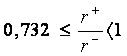 0,732 ≤ r⁺/r⁻ ⟨1